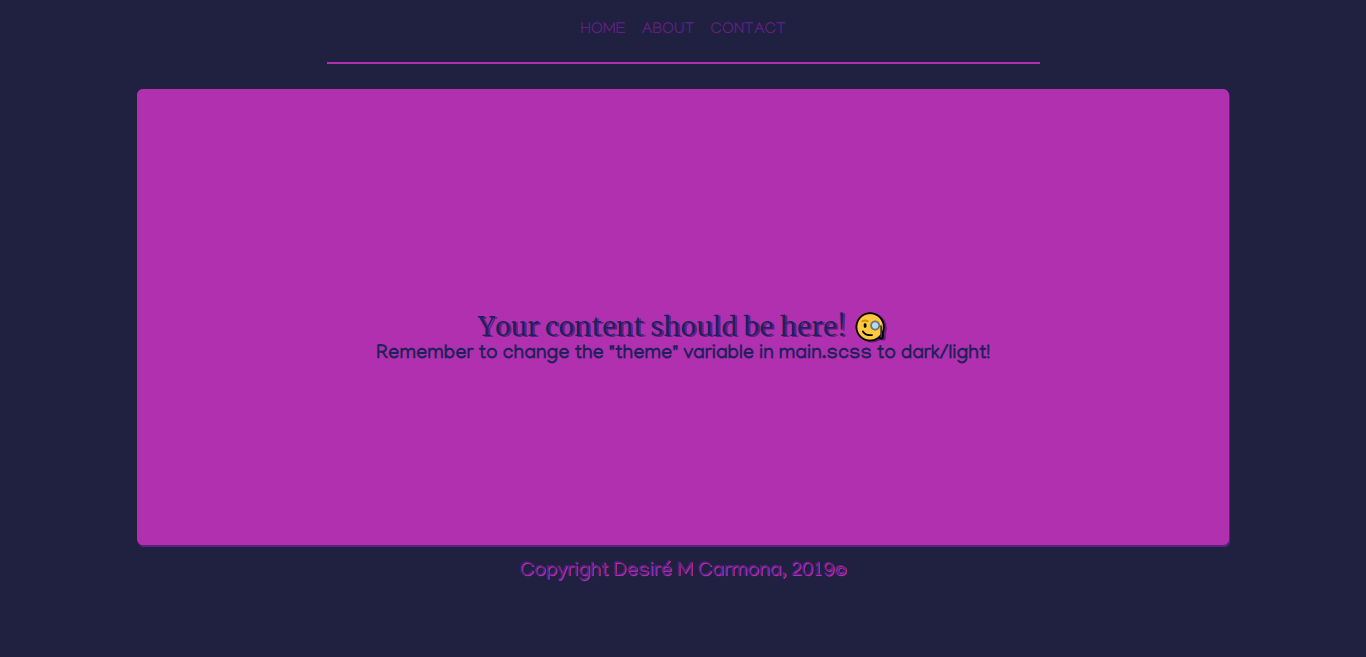 HOME ABOUT CONTACT
Your content should be here! 🧐
Remember to change the "theme" variable in main.scss to dark/light!
Copyright Desiré M Carmona, 2019©